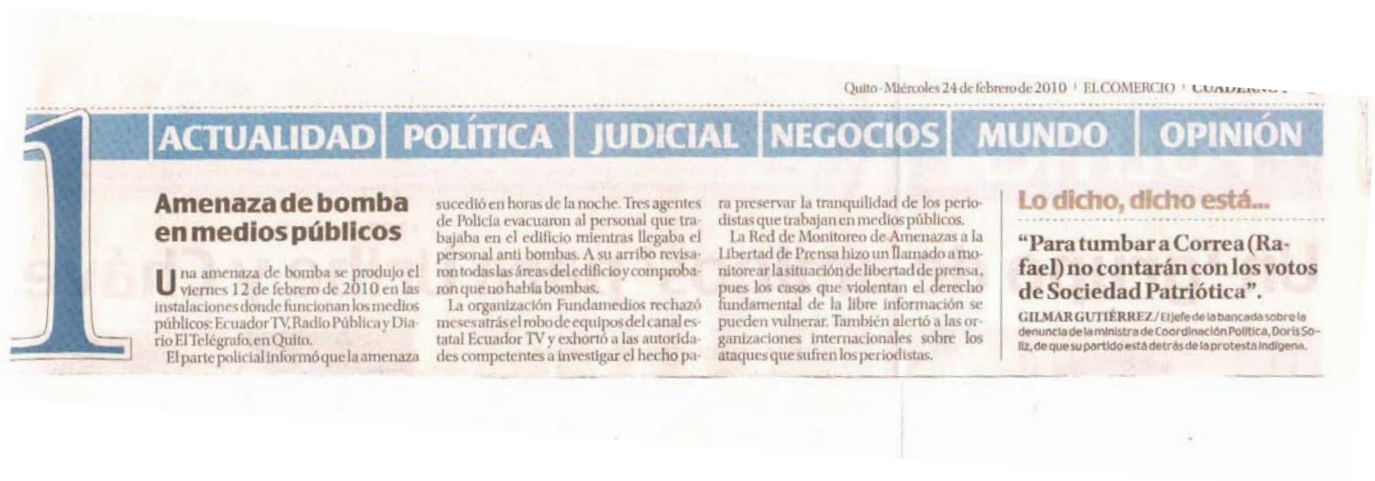 Quito - Miércoles 24 de febrero de 2010 | EL COMERCIO | CUADERNO
1
ACTUALIDAD | POLÍTICA | JUDICIAL | NEGOCIOS | MUNDO | OPINIÓN
Amenaza de bomba
en medios públicos
Una amenaza de bomba se produjo el
viernes 12 de febrero de 2010 en las
instalaciones donde funcionan los medios
públicos: Ecuador TV, Radio Pública y Dia-
rio El Telégrafo, en Quito.
El parte policial informó que la amenaza
sucedió en horas de la noche. Tres agentes
de Policía evacuaron al personal que tra-
bajaba en el edificio mientras llegaba el
personal anti bombas. A su arribo revisa-
ron todas las áreas del edificio y comproba-
ron que no había bombas.
La organización Fundamedios rechazó
meses atrás el robo de equipos del canal es-
tatal Ecuador TV y exhortó a las autorida-
des competentes a investigar el hecho pa-
ra preservar la tranquilidad de los perio-
distas que trabajan en medios públicos.
La Red de Monitoreo de Amenazas a la
Libertad de Prensa hizo un llamado a mo-
nitorear la situación de libertad de prensa,
pues los casos que violentan el derecho
fundamental de la libre información se
pueden vulnerar. También alertó a las or-
ganizaciones internacionales sobre los
ataques que sufren los periodistas.
Lo dicho, dicho está...
“Para tumbar a Correa (Ra-
fael) no contarán con los votos
de Sociedad Patriótica”.
GILMAR GUTIÉRREZ / El jefe de la bancada sobre la
denuncia de la ministra de Coordinación Política, Doris So-
liz, de que su partido está detrás de la protesta indígena.